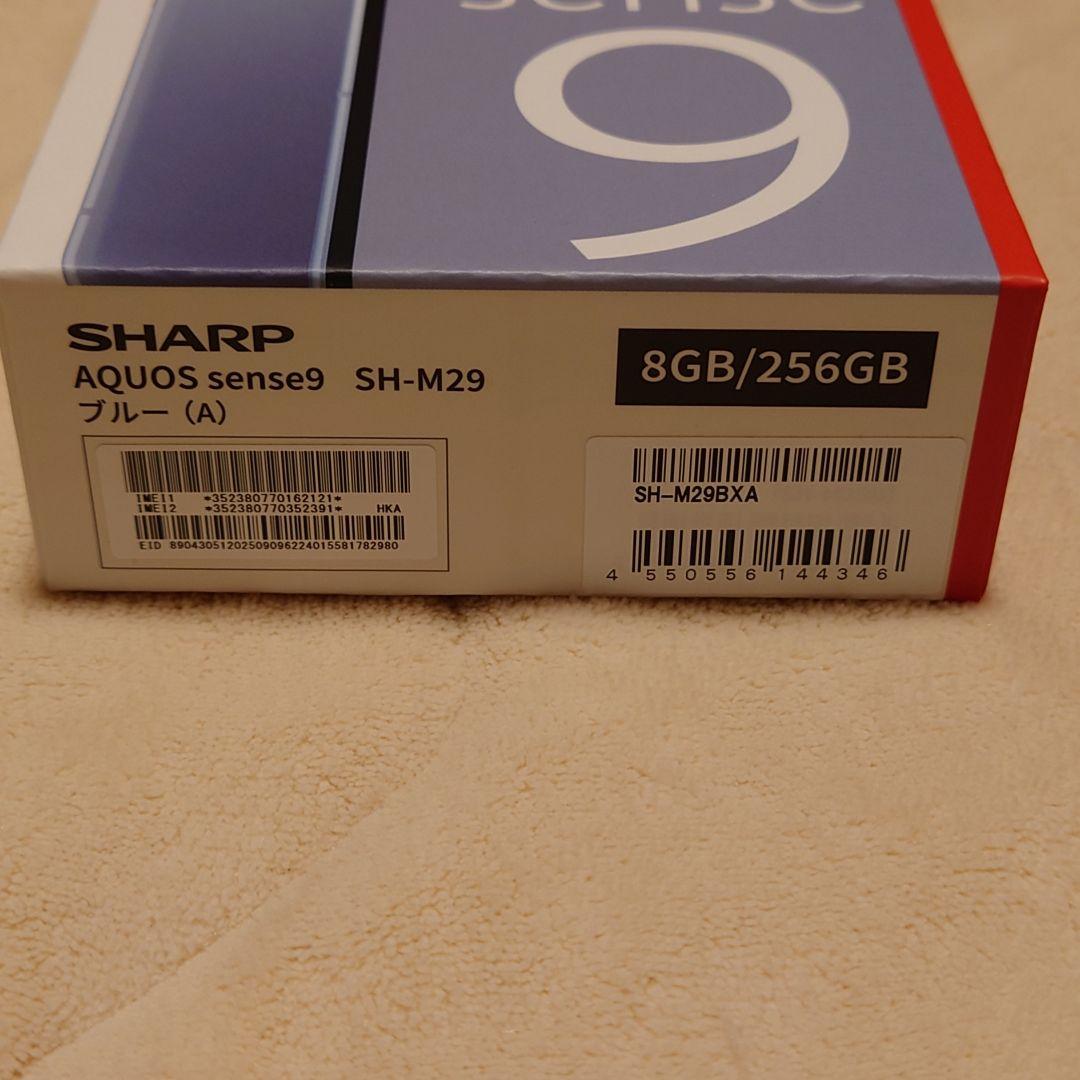 sense
9
SHARP
AQUOS sense9 SH-M29
ブルー（A）
8GB/256GB
IMEI1 *352380770162121*
IMEI2 *352380770352391* HKA
EID 89043051202509096224015581782980
SH-M29BXA
4 550556 144346